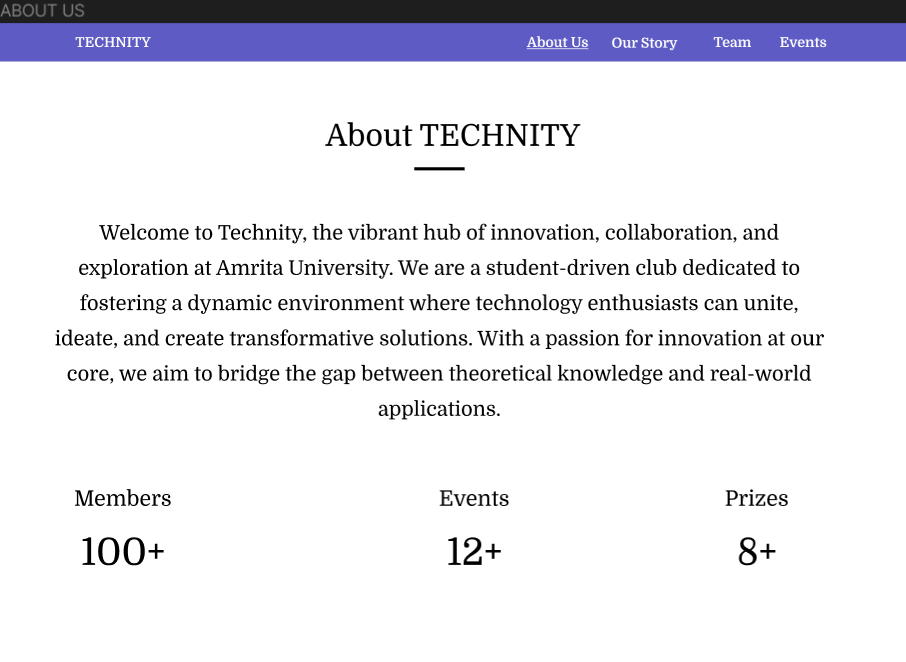 ABOUT US
TECHNITY About Us Our Story Team Events
About TECHNITY
Welcome to Technity, the vibrant hub of innovation, collaboration, and
exploration at Amrita University. We are a student-driven club dedicated to
fostering a dynamic environment where technology enthusiasts can unite,
ideate, and create transformative solutions. With a passion for innovation at our
core, we aim to bridge the gap between theoretical knowledge and real-world
applications.
Members Events Prizes
100+ 12+ 8+